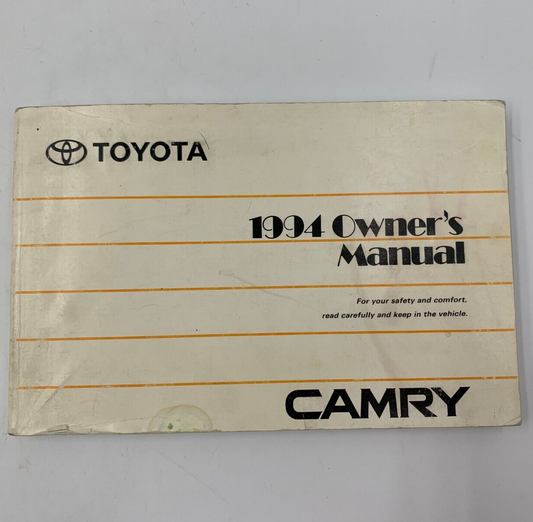 TOYOTA
1994 Owner's
Manual
For your safety and comfort,
read carefully and keep in the vehicle.
CAMRY